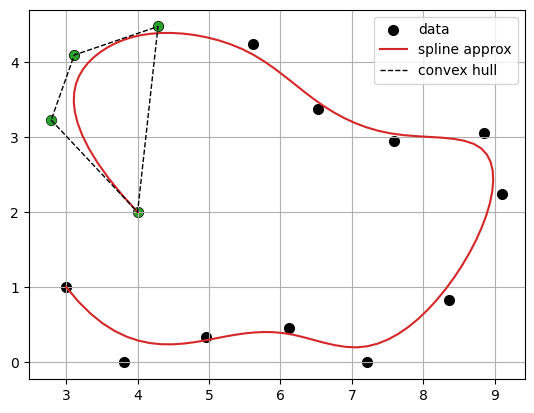 data
spline approx
convex hull
4
3
2
1
0
3 4 5 6 7 8 9